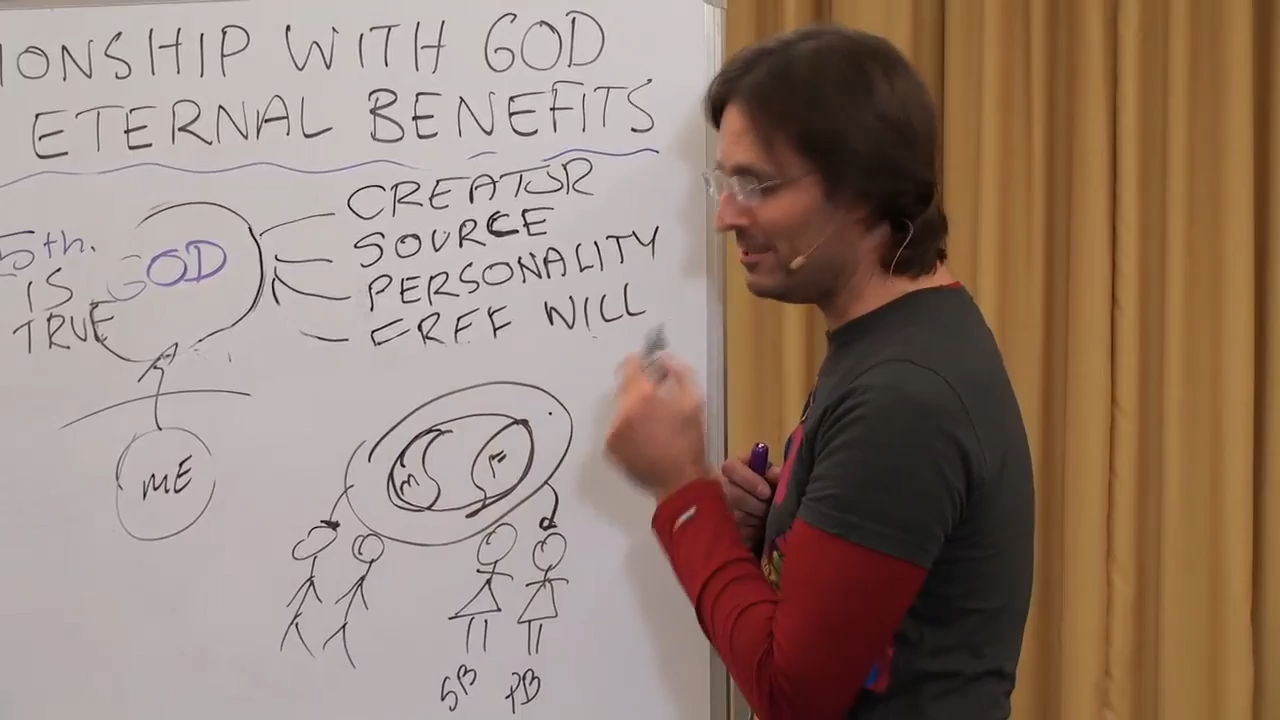 IONSHIP WITH GOD
ETERNAL BENEFITS
CREATOR
SOURCE
PERSONALITY
FREE WILL
5th.
IS
TRUE
GOD
ME
M
F
SB PB